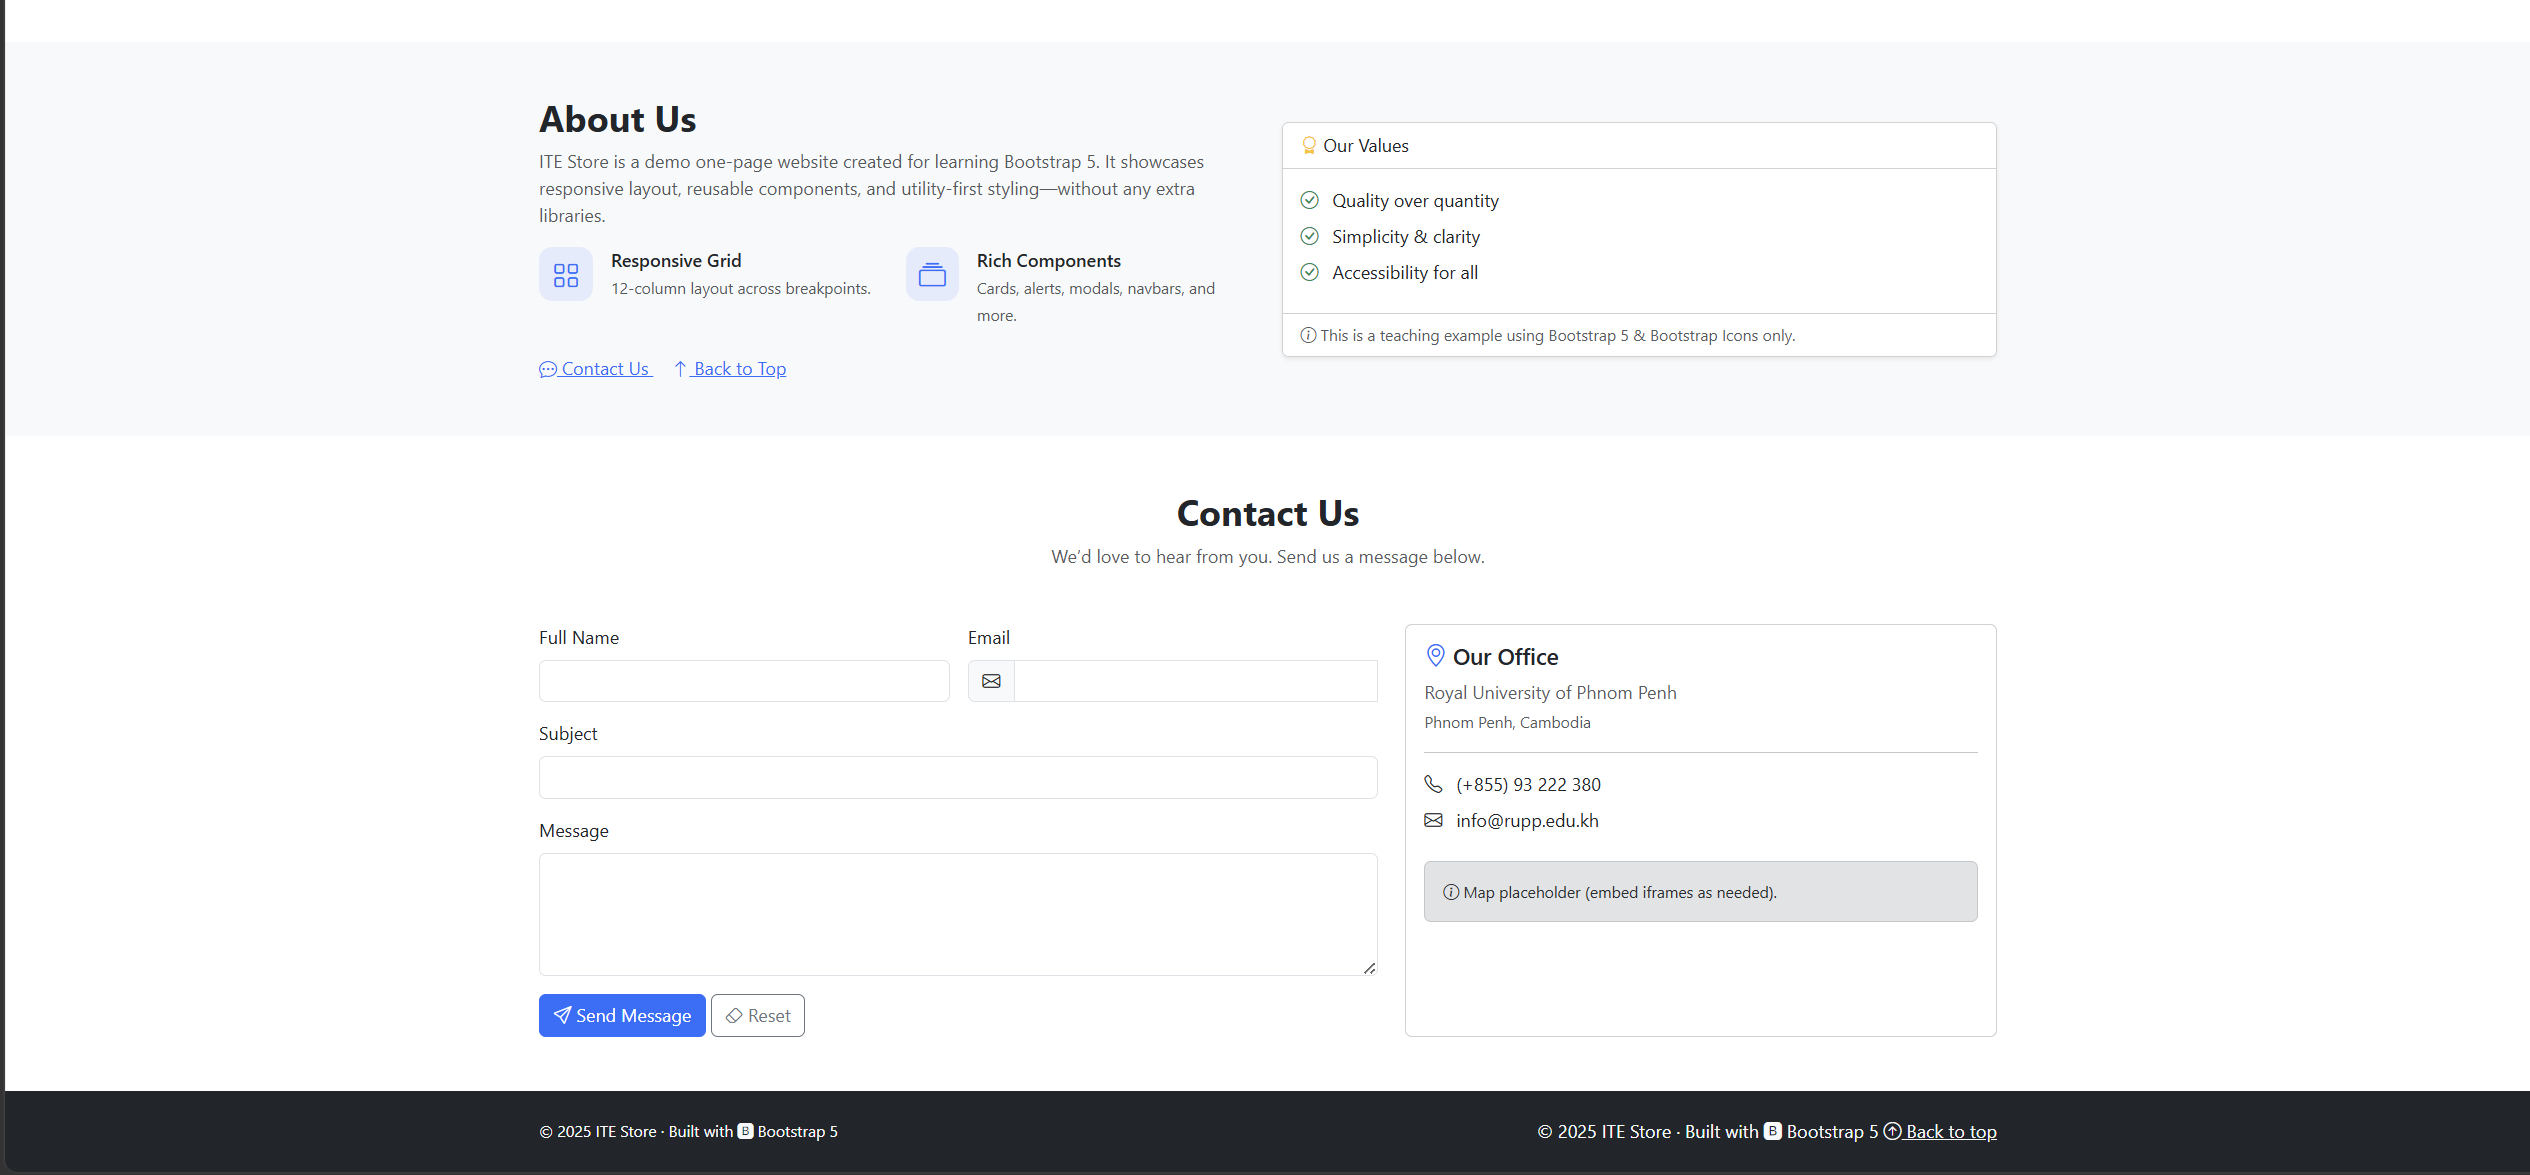 About Us
ITE Store is a demo one-page website created for learning Bootstrap 5. It showcases
responsive layout, reusable components, and utility-first styling—without any extra
libraries.
Responsive Grid
12-column layout across breakpoints.
Rich Components
Cards, alerts, modals, navbars, and
more.
Contact Us
Back to Top
Our Values
Quality over quantity
Simplicity & clarity
Accessibility for all
This is a teaching example using Bootstrap 5 & Bootstrap Icons only.
Contact Us
We’d love to hear from you. Send us a message below.
Full Name
Email
Subject
Message
Send Message
Reset
Our Office
Royal University of Phnom Penh
Phnom Penh, Cambodia
(+855) 93 222 380
info@rupp.edu.kh
Map placeholder (embed iframes as needed).
© 2025 ITE Store · Built with B Bootstrap 5
© 2025 ITE Store · Built with B Bootstrap 5 Back to top